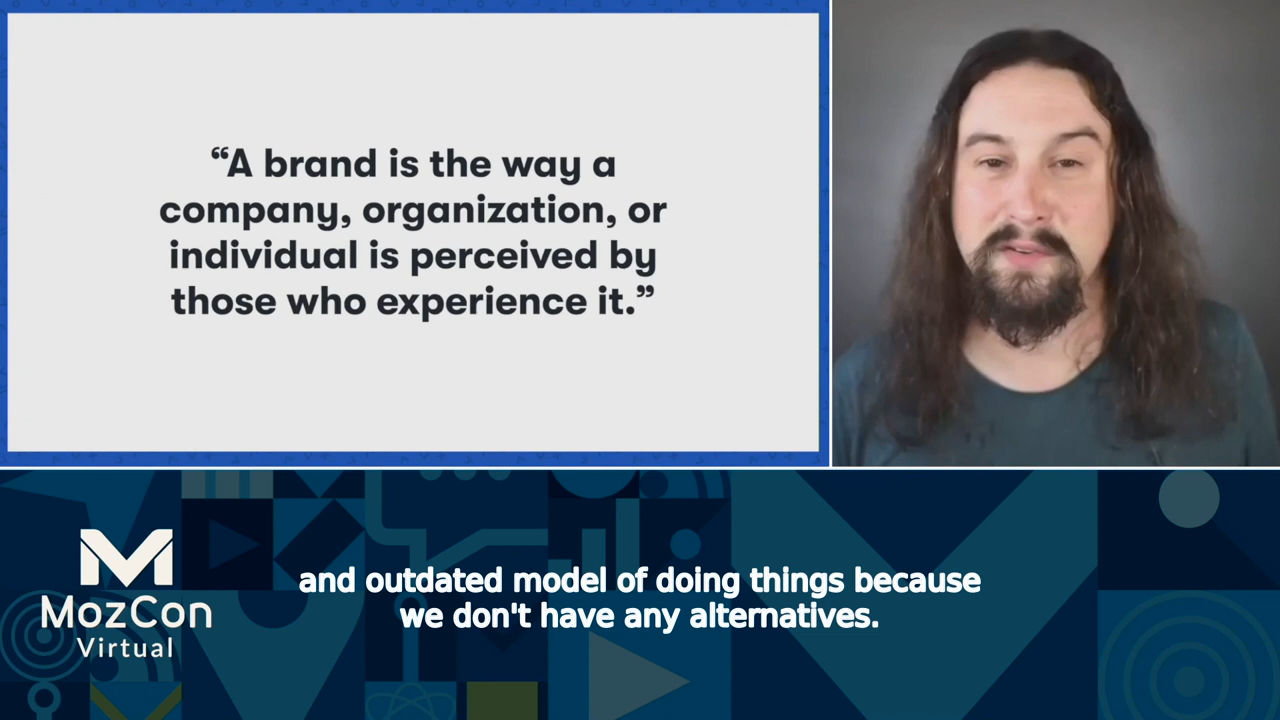 “A brand is the way a
company, organization, or
individual is perceived by
those who experience it.”
MozCon
Virtual
and outdated model of doing things because
we don't have any alternatives.